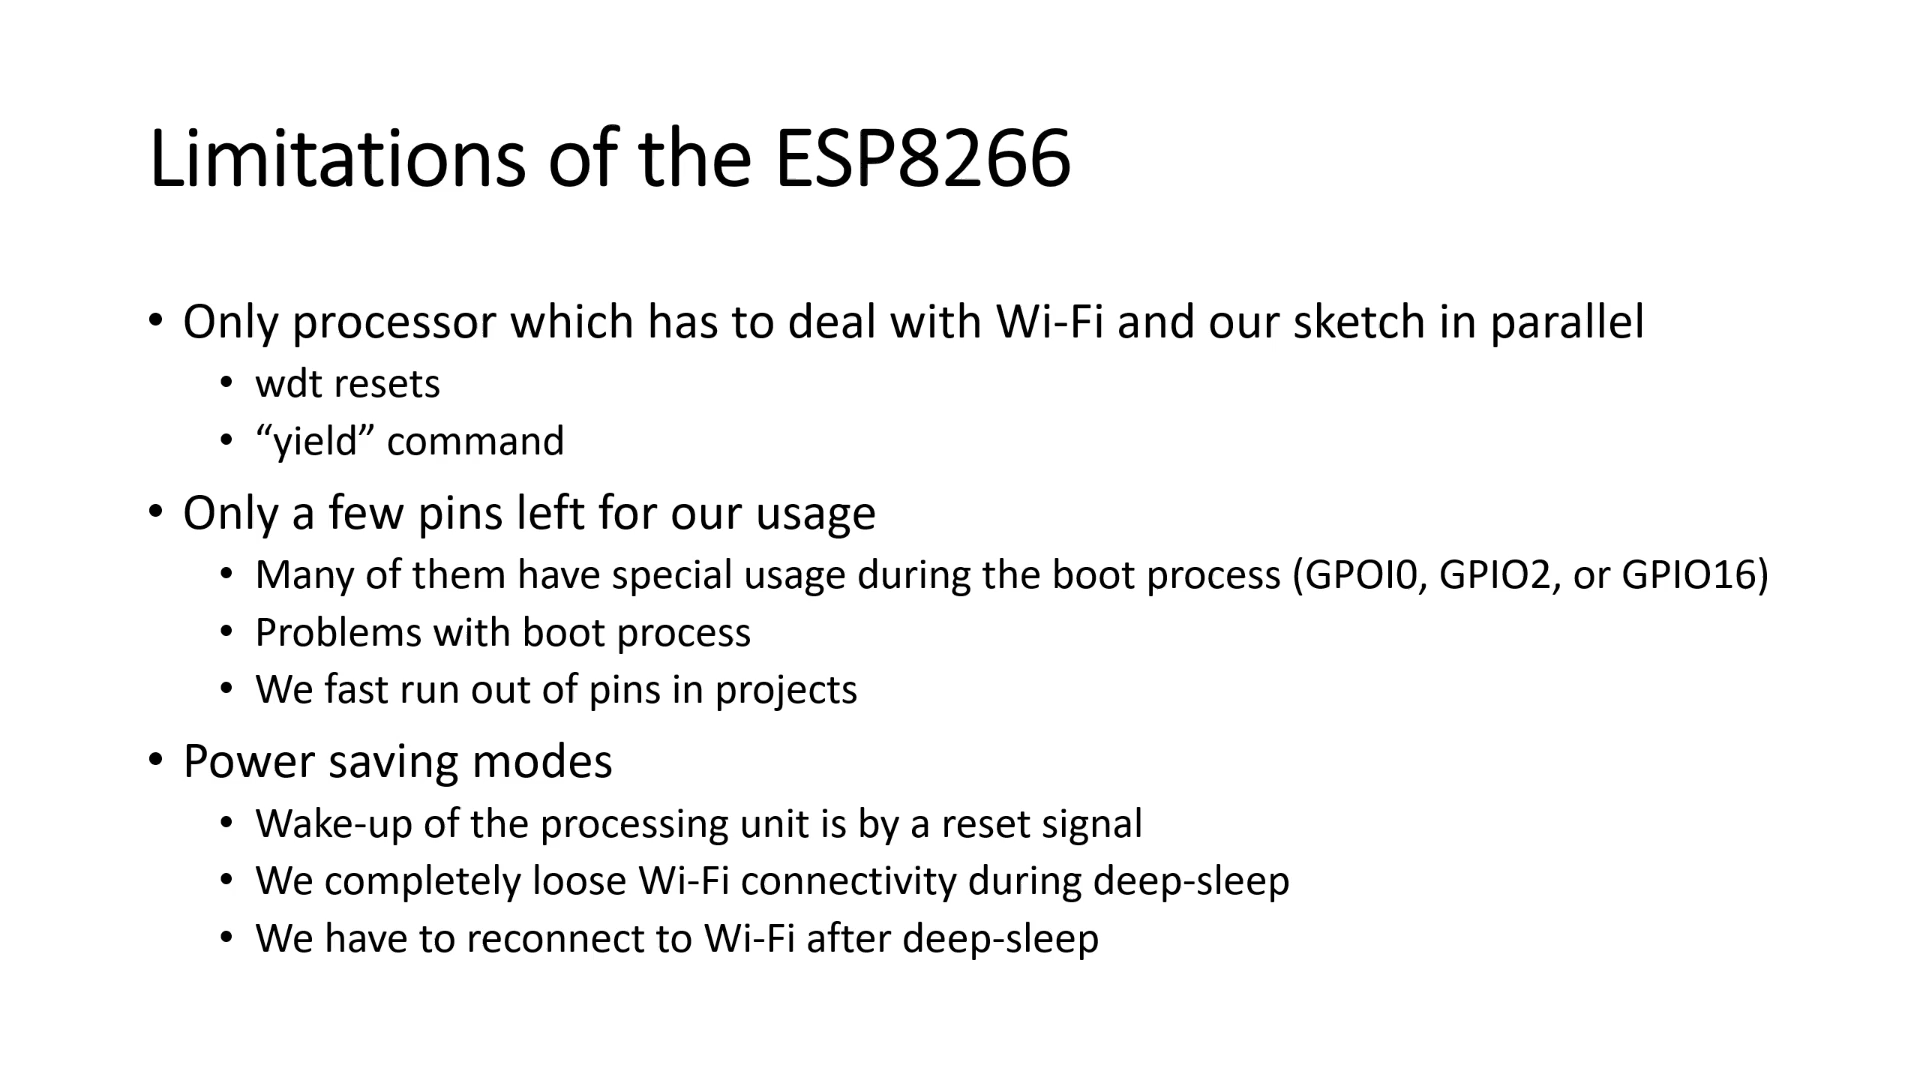 Limitations of the ESP8266
• Only processor which has to deal with Wi-Fi and our sketch in parallel
• wdt resets
• “yield” command
• Only a few pins left for our usage
• Many of them have special usage during the boot process (GPOI0, GPIO2, or GPIO16)
• Problems with boot process
• We fast run out of pins in projects
• Power saving modes
• Wake-up of the processing unit is by a reset signal
• We completely loose Wi-Fi connectivity during deep-sleep
• We have to reconnect to Wi-Fi after deep-sleep